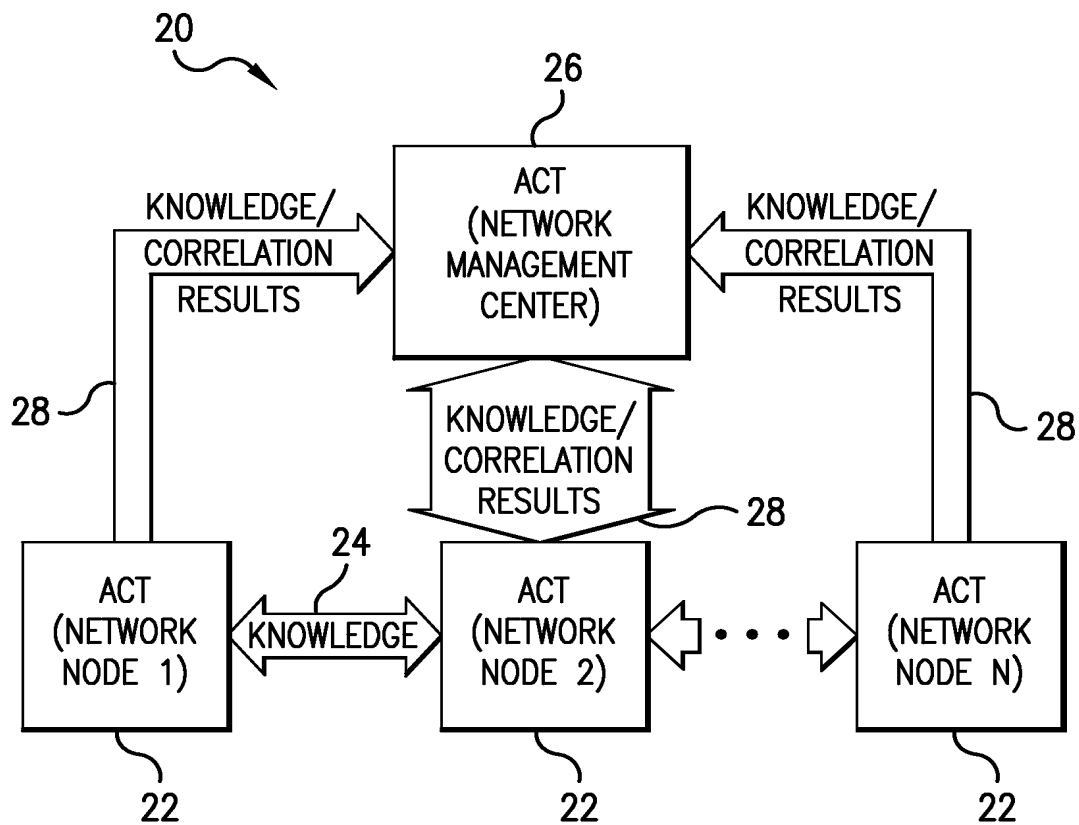 20
26
ACT
(NETWORK
MANAGEMENT
CENTER)
KNOWLEDGE/
CORRELATION
RESULTS
KNOWLEDGE/
CORRELATION
RESULTS
28
28
KNOWLEDGE/
CORRELATION
RESULTS
28
24
ACT
(NETWORK
NODE 1)
KNOWLEDGE
ACT
(NETWORK
NODE 2)
ACT
(NETWORK
NODE N)
22
22
22